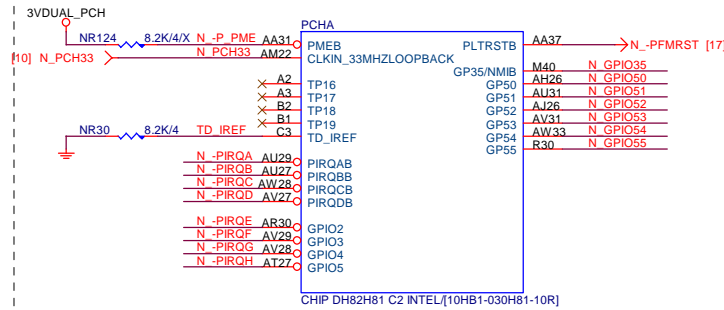 3VDUAL_PCH
PCHA
NR124 8.2K/4/X N_-P_PME AA31 PMEB PLTRSTB AA37 N_-PFMRST [17]
[10] N_PCH33 N_PCH33 AM22 CLKIN_33MHZLOOPBACK
GP35/NMIB M40 N_GPIO35
A2 TP16 GP50 AH26 N_GPIO50
A3 TP17 GP51 AU31 N_GPIO51
B2 TP18 GP52 AJ26 N_GPIO52
B1 TP19 GP53 AV31 N_GPIO53
NR30 8.2K/4 TD_IREF C3 TD_IREF GP54 AW33 N_GPIO54
GP55 R30 N_GPIO55
N_-PIRQA AU29 PIRQAB
N_-PIRQB AU27 PIRQBB
N_-PIRQC AW28 PIRQCB
N_-PIRQD AV27 PIRQDB
N_-PIRQE AR30 GPIO2
N_-PIRQF AV29 GPIO3
N_-PIRQG AV28 GPIO4
N_-PIRQH AT27 GPIO5
CHIP DH82H81 C2 INTEL/[10HB1-030H81-10R]